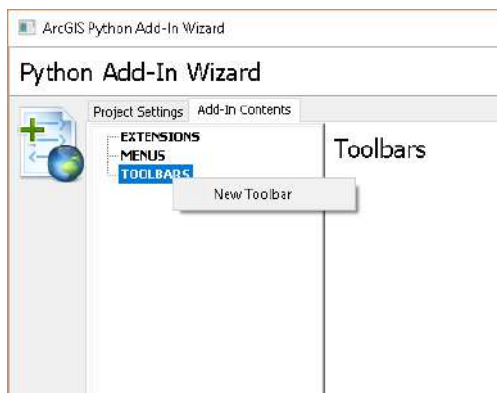 ArcGIS Python Add-In Wizard
Python Add-In Wizard
Project Settings Add-In Contents
EXTENSIONS
MENUS
Toolbars
TOOLBARS
New Toolbar